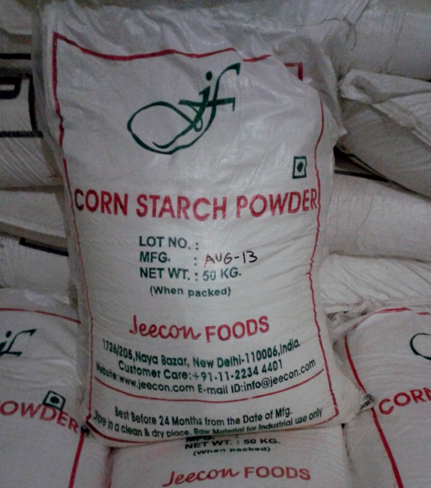 jf
CORN STARCH POWDER
LOT NO. :
MFG. : AUG-13
NET WT. : 50 KG.
(When packed)
Jeecon FOODS
1726/205, Naya Bazar, New Delhi-110006, India.
Customer Care: +91-11-2234 4401
Website: www.jeecon.com E-mail ID: info@jeecon.com
Best Before 24 Months from the Date of Mfg.
Store in a clean & dry place. Raw Material for Industrial use only
OWDER
CORN
NET WT. : 50 KG.
(When packed)
Jeecon FOODS